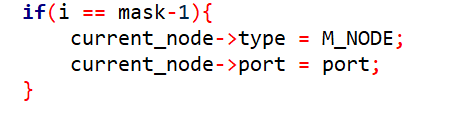 if(i == mask-1){
    current_node->type = M_NODE;
    current_node->port = port;
}